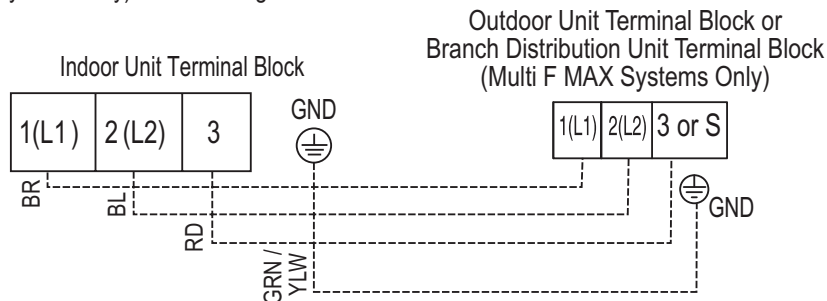 Outdoor Unit Terminal Block or
Branch Distribution Unit Terminal Block
(Multi F MAX Systems Only)
Indoor Unit Terminal Block
1(L1) 2(L2) 3
GND
1(L1) 2(L2) 3 or S
GND
BR
BL
RD
GRN /
YLW